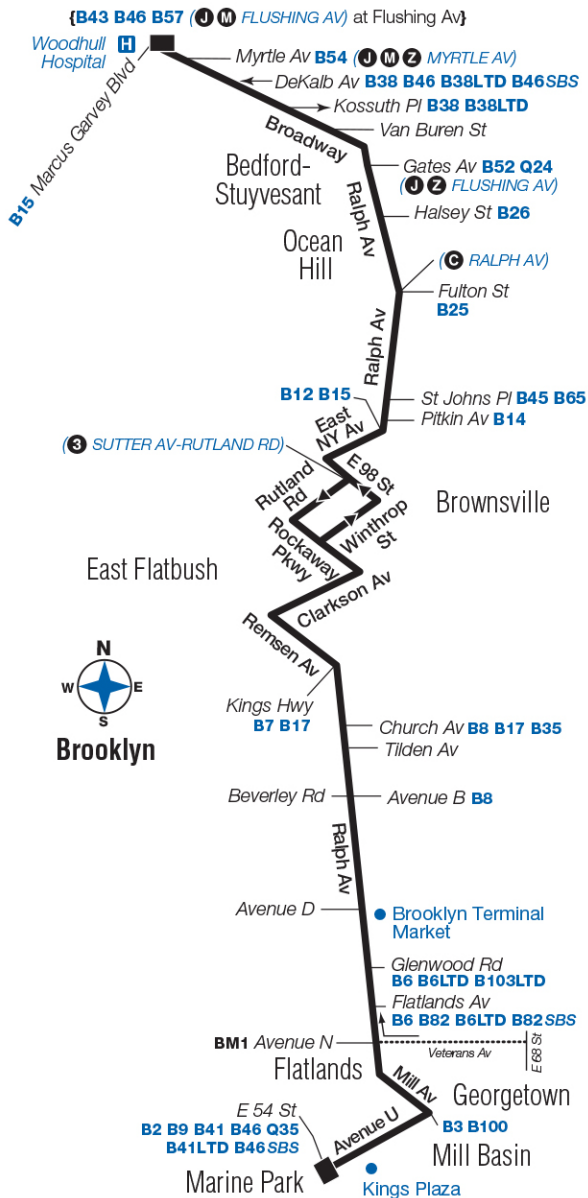 {B43 B46 B57 (J M FLUSHING AV) at Flushing Av}
Woodhull H
Hospital
Myrtle Av B54 (J M Z MYRTLE AV)
DeKalb Av B38 B46 B38LTD B46SBS
Kossuth Pl B38 B38LTD
B15 Marcus Garvey Blvd
Broadway
Van Buren St
Bedford-
Stuyvesant
Gates Av B52 Q24
(J Z FLUSHING AV)
Ralph Av
Halsey St B26
Ocean
Hill
(C RALPH AV)
Fulton St
B25
Ralph Av
B12 B15
St Johns Pl B45 B65
Pitkin Av B14
East
NY Av
(3 SUTTER AV-RUTLAND RD)
E 98 St
Rutland
Rd
Brownsville
Winthrop
St
Rockaway
Pkwy
East Flatbush
Clarkson Av
Remsen Av
N
W E
S
Brooklyn
Kings Hwy
B7 B17
Church Av B8 B17 B35
Tilden Av
Beverley Rd
Avenue B B8
Ralph Av
Avenue D
Brooklyn Terminal
Market
Glenwood Rd
B6 B6LTD B103LTD
Flatlands Av
B6 B82 B6LTD B82SBS
BM1 Avenue N
Veterans Av
E 68 St
Flatlands
Mill Av
Georgetown
E 54 St
B2 B9 B41 B46 Q35
B41LTD B46SBS
Avenue U
B3 B100
Mill Basin
Marine Park
Kings Plaza